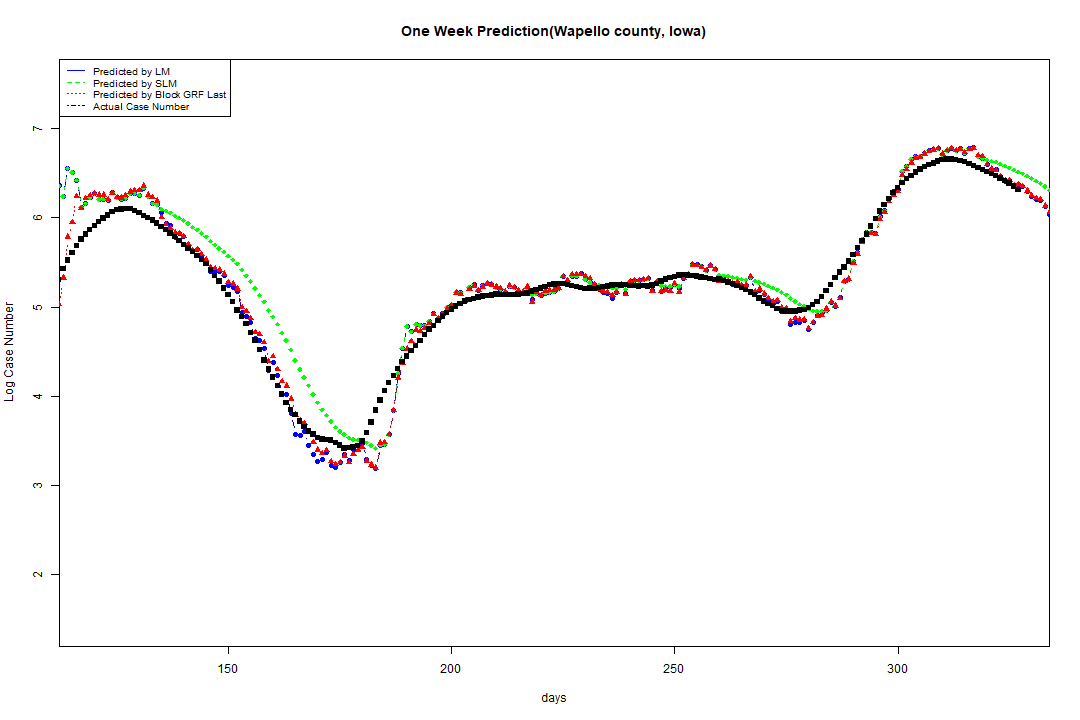 One Week Prediction(Wapello county, Iowa)
Predicted by LM
Predicted by SLM
Predicted by Block GRF Last
Actual Case Number
7
6
5
4
3
2
Log Case Number
150 200 250 300
days